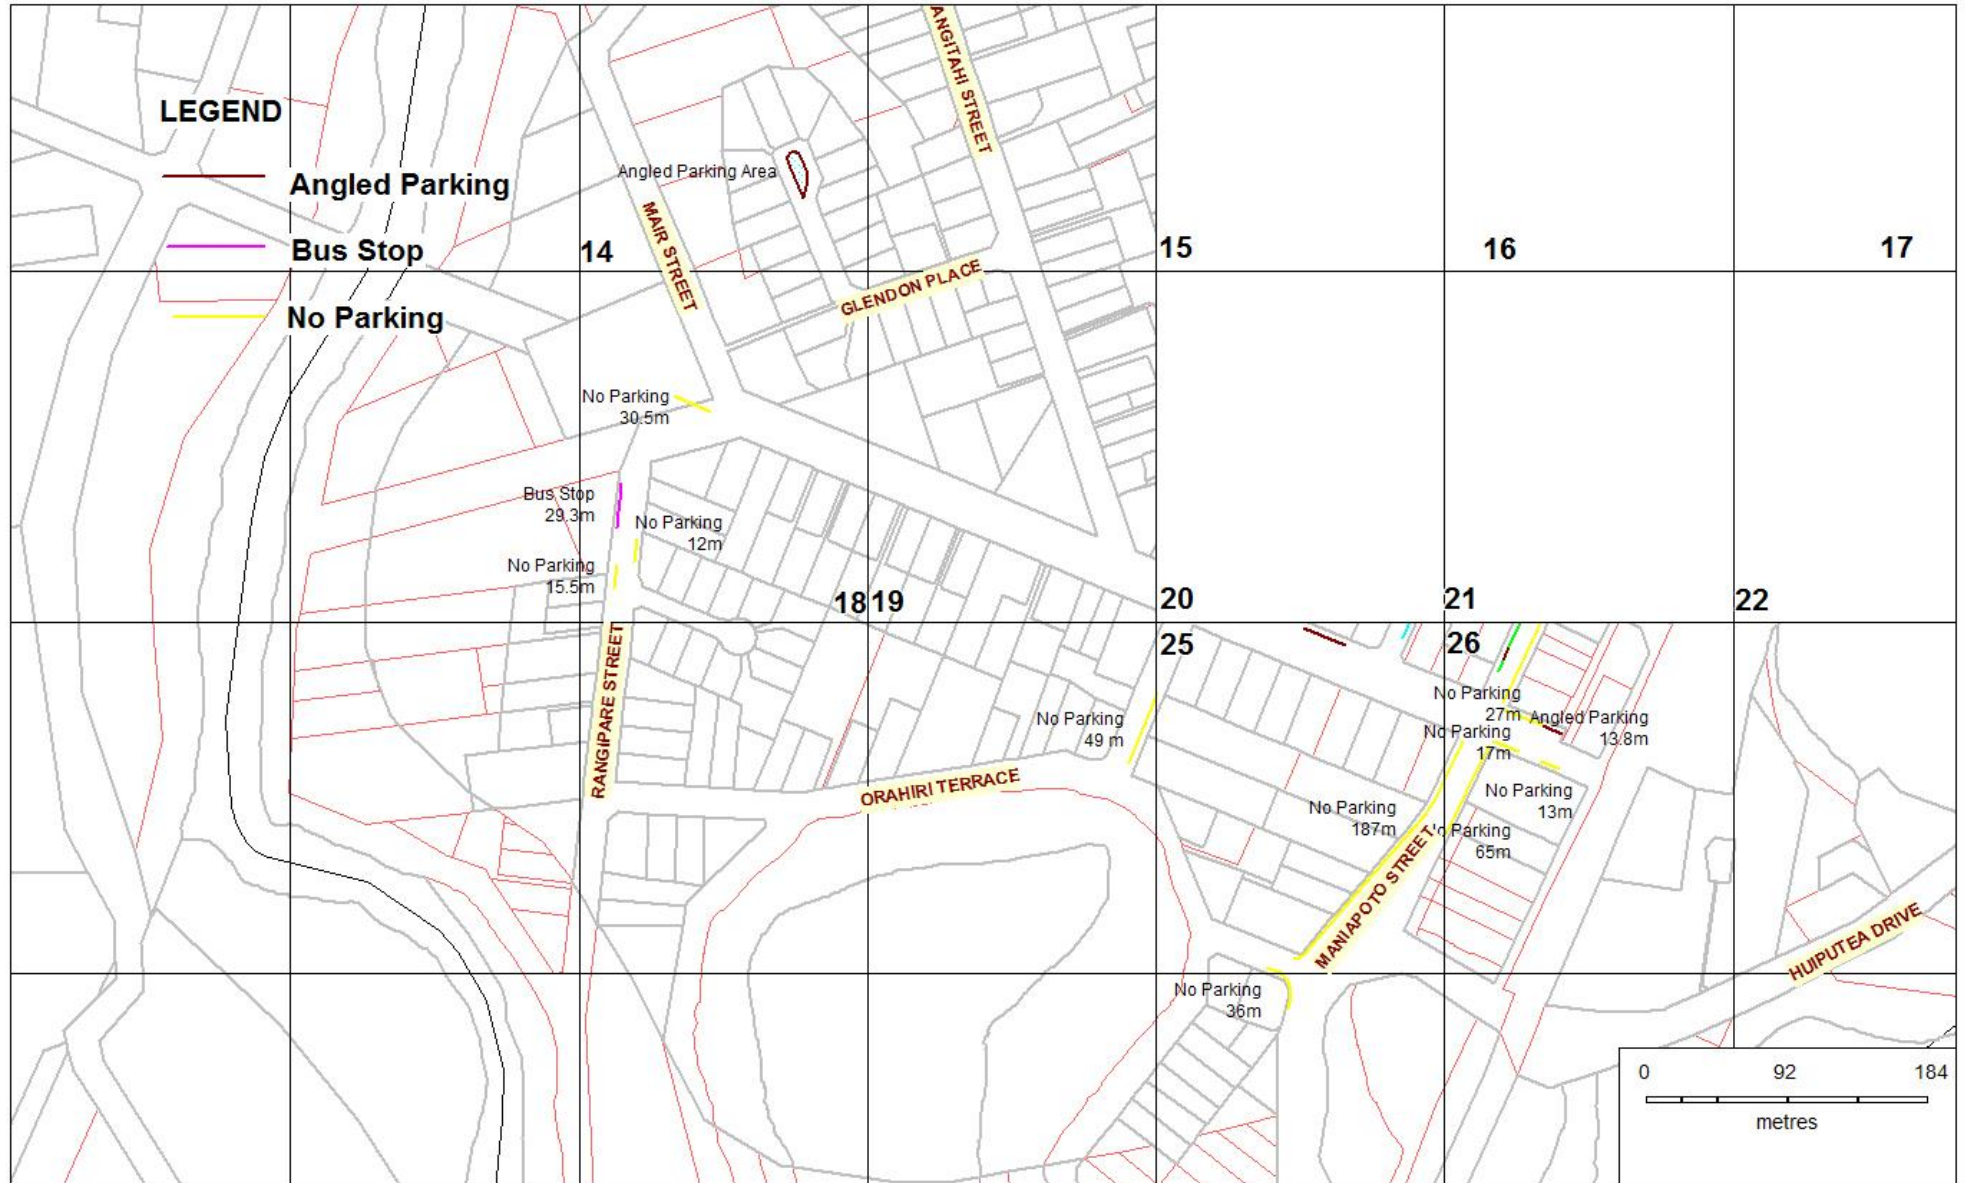 ANGITAHI STREET
LEGEND
Angled Parking
Bus Stop
No Parking
Angled Parking Area
MAIR STREET
GLENDON PLACE
14
15
16
17
No Parking
30.5m
Bus Stop
29.3m
No Parking
12m
No Parking
15.5m
18
19
20
21
22
25
26
RANGIPARE STREET
No Parking
49 m
ORAHIRI TERRACE
No Parking
27m
Angled Parking
13.8m
No Parking
17m
No Parking
13m
No Parking
187m
No Parking
65m
MANIAPOTO STREET
HUIPUTEA DRIVE
No Parking
36m
0 92 184
metres